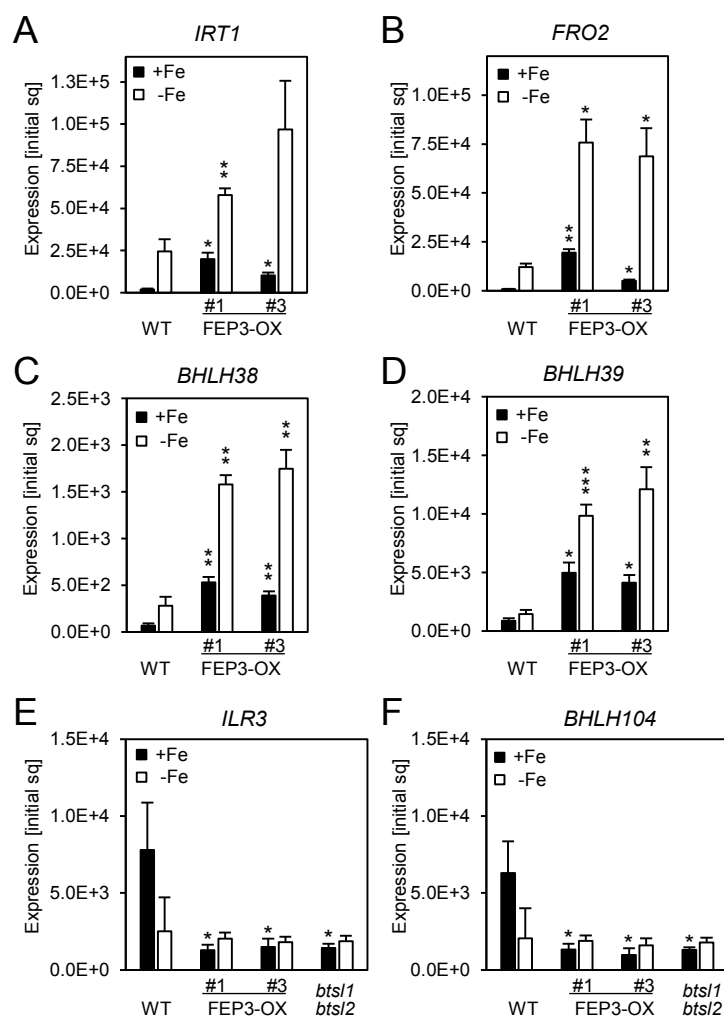 A
IRT1
Expression [initial sq]
1.3E+5
1.0E+5
7.5E+4
5.0E+4
2.5E+4
0.0E+0
+Fe
-Fe
*
**
*
#1
#3
WT
FEP3-OX
B
FRO2
Expression [initial sq]
1.0E+5
7.5E+4
5.0E+4
2.5E+4
0.0E+0
+Fe
-Fe
**
*
*
*
#1
#3
WT
FEP3-OX
C
BHLH38
Expression [initial sq]
2.5E+3
2.0E+3
1.5E+3
1.0E+3
5.0E+2
0.0E+0
+Fe
-Fe
**
**
**
**
#1
#3
WT
FEP3-OX
D
BHLH39
Expression [initial sq]
2.0E+4
1.5E+4
1.0E+4
5.0E+3
0.0E+0
+Fe
-Fe
*
***
*
**
#1
#3
WT
FEP3-OX
E
ILR3
Expression [initial sq]
1.5E+4
1.0E+4
5.0E+3
0.0E+0
+Fe
-Fe
*
*
*
#1
#3
WT
FEP3-OX
btsl1
btsl2
F
BHLH104
Expression [initial sq]
1.5E+4
1.0E+4
5.0E+3
0.0E+0
+Fe
-Fe
*
*
*
#1
#3
WT
FEP3-OX
btsl1
btsl2